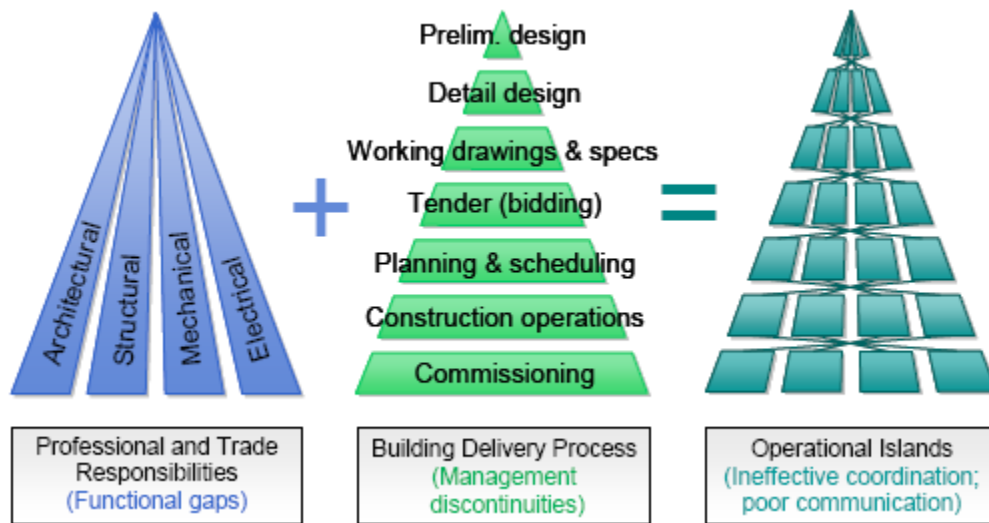 Prelim. design
Detail design
Working drawings & specs
Tender (bidding)
Planning & scheduling
Construction operations
Commissioning
Architectural
Structural
Mechanical
Electrical
+
=
Professional and Trade
Responsibilities
(Functional gaps)
Building Delivery Process
(Management
discontinuities)
Operational Islands
(Ineffective coordination;
poor communication)